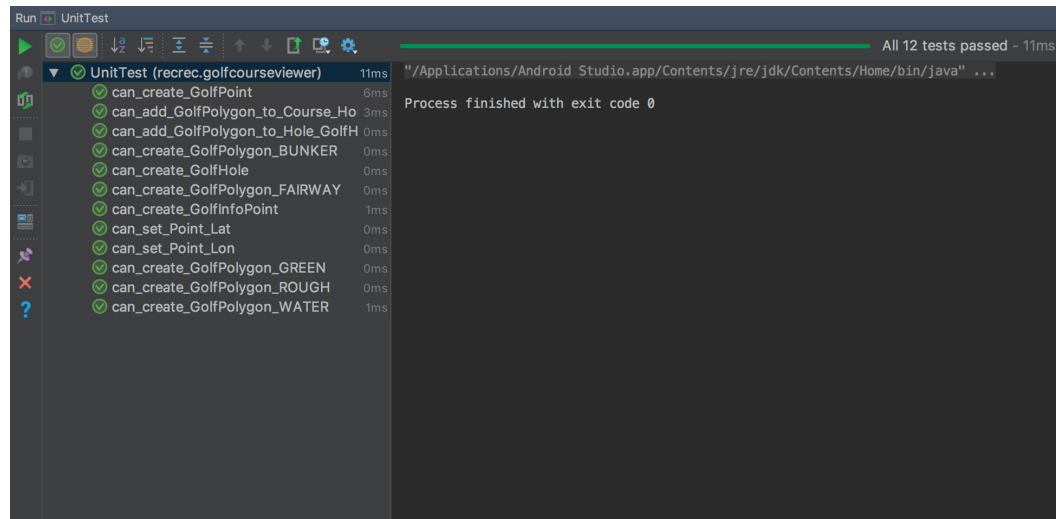 Run UnitTest
All 12 tests passed - 11ms
UnitTest (recrec.golfcourseviewer) 11ms
can_create_GolfPoint 6ms
can_add_GolfPolygon_to_Course_Ho 3ms
can_add_GolfPolygon_to_Hole_GolfH 0ms
can_create_GolfPolygon_BUNKER 0ms
can_create_GolfHole 0ms
can_create_GolfPolygon_FAIRWAY 0ms
can_create_GolfInfoPoint 1ms
can_set_Point_Lat 0ms
can_set_Point_Lon 0ms
can_create_GolfPolygon_GREEN 0ms
can_create_GolfPolygon_ROUGH 0ms
can_create_GolfPolygon_WATER 1ms
"/Applications/Android Studio.app/Contents/jre/jdk/Contents/Home/bin/java" ...
Process finished with exit code 0